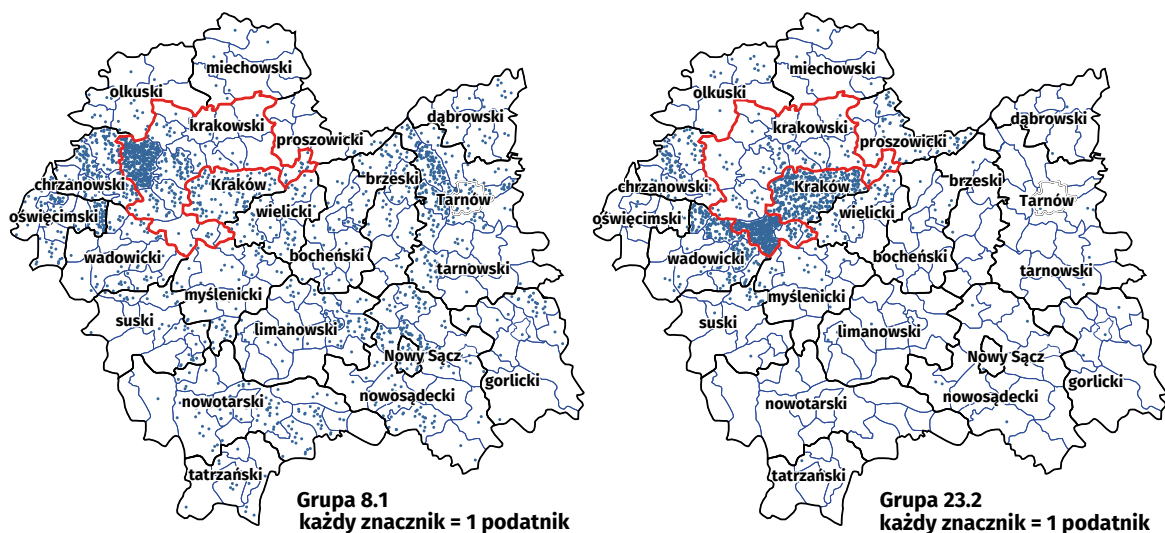 miechowski
olkuski
krakowski
dąbrowski
proszowicki
chrzanowski
Kraków
brzeski
Tarnów
oświęcimski
wielicki
wadowicki
bocheński
tarnowski
myślenicki
suski
limanowski
Nowy Sącz
gorlicki
nowotarski
nowosądecki
tatrzański
Grupa 8.1
każdy znacznik = 1 podatnik
miechowski
olkuski
krakowski
dąbrowski
proszowicki
chrzanowski
Kraków
brzeski
Tarnów
oświęcimski
wielicki
wadowicki
bocheński
tarnowski
myślenicki
suski
limanowski
Nowy Sącz
gorlicki
nowotarski
nowosądecki
tatrzański
Grupa 23.2
każdy znacznik = 1 podatnik